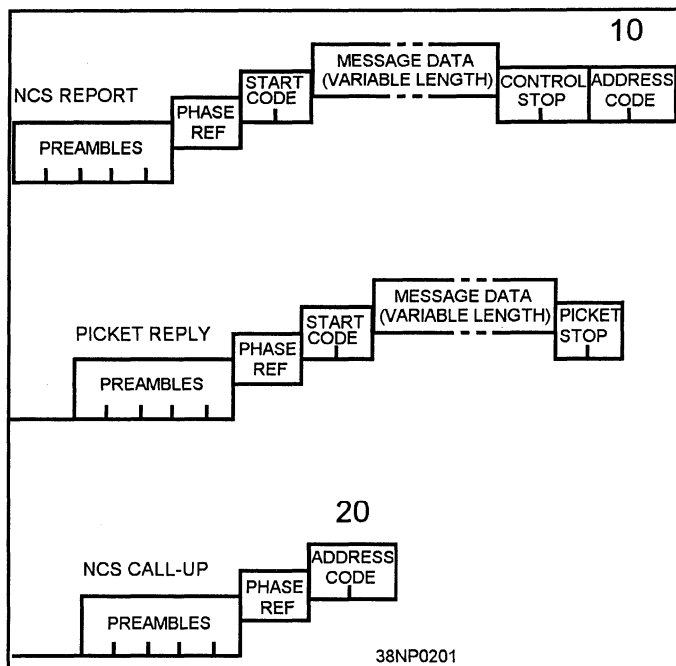 10
NCS REPORT
PREAMBLES
PHASE
REF
START
CODE
MESSAGE DATA
(VARIABLE LENGTH)
CONTROL
STOP
ADDRESS
CODE
PICKET REPLY
PREAMBLES
PHASE
REF
START
CODE
MESSAGE DATA
(VARIABLE LENGTH)
PICKET
STOP
20
NCS CALL-UP
PREAMBLES
PHASE
REF
ADDRESS
CODE
38NP0201